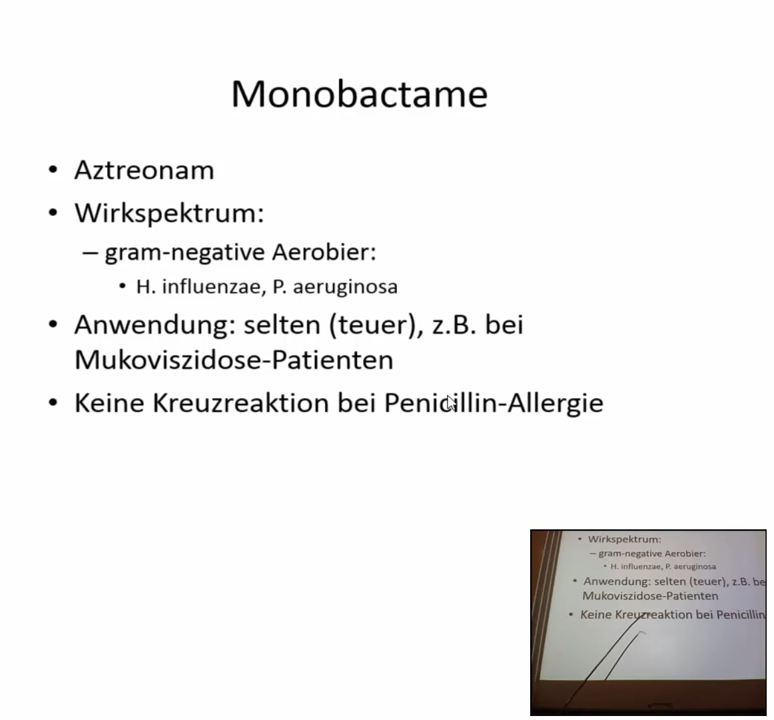 Monobactame
• Aztreonam
• Wirkspektrum:
– gram-negative Aerobier:
• H. influenzae, P. aeruginosa
• Anwendung: selten (teuer), z.B. bei
Mukoviszidose-Patienten
• Keine Kreuzreaktion bei Penicillin-Allergie
• Wirkspektrum:
– gram-negative Aerobier:
• H. influenzae, P. aeruginosa
• Anwendung: selten (teuer), z.B. be
Mukoviszidose-Patienten
• Keine Kreuzreaktion bei Penicillin